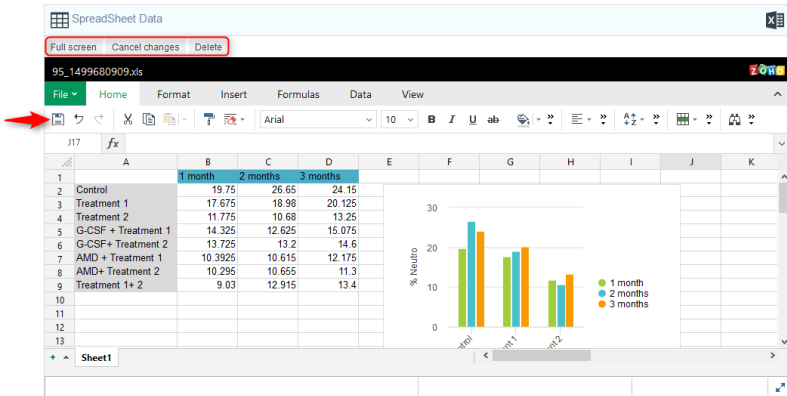 SpreadSheet Data
Full screen Cancel changes Delete
95_1499680909.xls ZOHO
File Home Format Insert Formulas Data View
Arial 10 B I U ab
J17 fx
A B C D E F G H I J K
1 1 month 2 months 3 months
2 Control 19.75 26.65 24.15
3 Treatment 1 17.675 18.98 20.125
4 Treatment 2 11.775 10.68 13.25
5 G-CSF + Treatment 1 14.325 12.625 15.075
6 G-CSF+ Treatment 2 13.725 13.2 14.6
7 AMD + Treatment 1 10.3925 10.615 12.175
8 AMD+ Treatment 2 10.295 10.655 11.3
9 Treatment 1+ 2 9.03 12.915 13.4
10
11
12
13
30
20
10
0
% Neutro
1 month
2 months
3 months
Sheet1